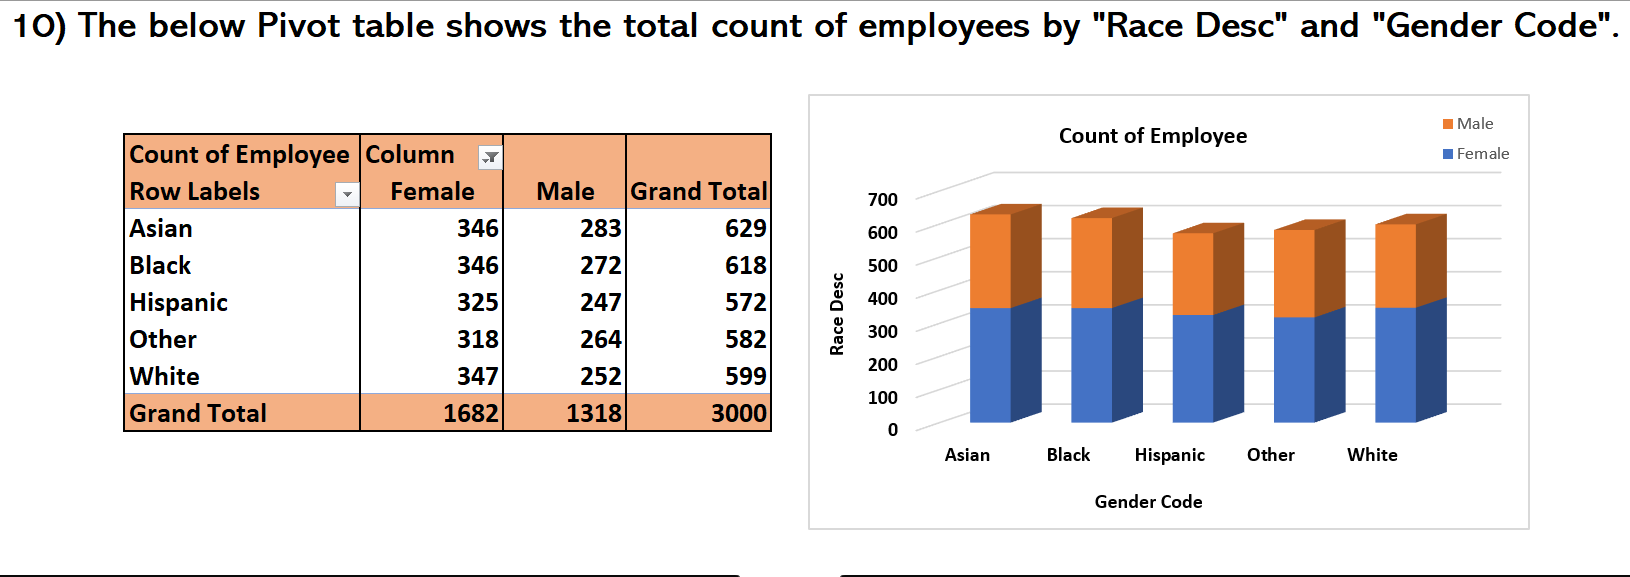 10) The below Pivot table shows the total count of employees by "Race Desc" and "Gender Code".
Count of Employee Column
Row Labels Female Male Grand Total
Asian 346 283 629
Black 346 272 618
Hispanic 325 247 572
Other 318 264 582
White 347 252 599
Grand Total 1682 1318 3000
Count of Employee
Male
Female
700
600
500
400
300
200
100
0
Race Desc
Asian Black Hispanic Other White
Gender Code